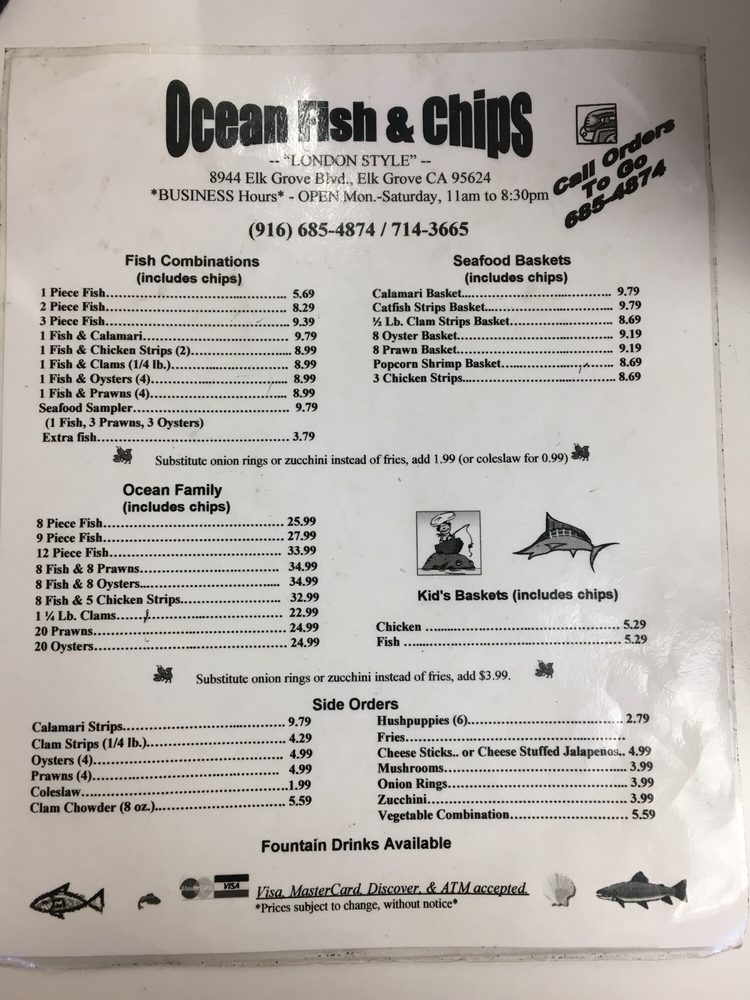 Ocean Fish & Chips
-- "LONDON STYLE" --
8944 Elk Grove Blvd., Elk Grove CA 95624
*BUSINESS Hours* - OPEN Mon.-Saturday, 11am to 8:30pm
Call Orders
To Go
685-4874
(916) 685-4874 / 714-3665
Fish Combinations
(includes chips)
1 Piece Fish 5.69
2 Piece Fish 8.29
3 Piece Fish 9.39
1 Fish & Calamari 9.79
1 Fish & Chicken Strips (2) 8.99
1 Fish & Clams (1/4 lb.) 8.99
1 Fish & Oysters (4) 8.99
1 Fish & Prawns (4) 8.99
Seafood Sampler 9.79
(1 Fish, 3 Prawns, 3 Oysters)
Extra fish 3.79
Seafood Baskets
(includes chips)
Calamari Basket 9.79
Catfish Strips Basket 9.79
½ Lb. Clam Strips Basket 8.69
8 Oyster Basket 9.19
8 Prawn Basket 9.19
Popcorn Shrimp Basket 8.69
3 Chicken Strips 8.69
Substitute onion rings or zucchini instead of fries, add 1.99 (or coleslaw for 0.99)
Ocean Family
(includes chips)
8 Piece Fish 25.99
9 Piece Fish 27.99
12 Piece Fish 33.99
8 Fish & 8 Prawns 34.99
8 Fish & 8 Oysters 34.99
8 Fish & 5 Chicken Strips 32.99
1 ¼ Lb. Clams 22.99
20 Prawns 24.99
20 Oysters 24.99
Kid's Baskets (includes chips)
Chicken 5.29
Fish 5.29
Substitute onion rings or zucchini instead of fries, add $3.99.
Side Orders
Calamari Strips 9.79
Clam Strips (1/4 lb.) 4.29
Oysters (4) 4.99
Prawns (4) 4.99
Coleslaw 1.99
Clam Chowder (8 oz.) 5.59
Hushpuppies (6) 2.79
Fries
Cheese Sticks.. or Cheese Stuffed Jalapenos.. 4.99
Mushrooms 3.99
Onion Rings 3.99
Zucchini 3.99
Vegetable Combination 5.59
Fountain Drinks Available
MasterCard VISA
Visa, MasterCard, Discover, & ATM accepted.
*Prices subject to change, without notice*